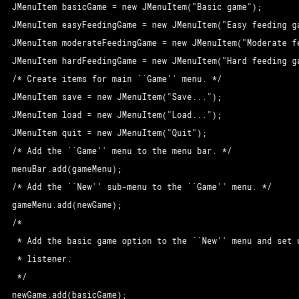 JMenuItem basicGame = new JMenuItem("Basic game");
JMenuItem easyFeedingGame = new JMenuItem("Easy feeding ga
JMenuItem moderateFeedingGame = new JMenuItem("Moderate fe
JMenuItem hardFeedingGame = new JMenuItem("Hard feeding ga
/* Create items for main ``Game'' menu. */
JMenuItem save = new JMenuItem("Save...");
JMenuItem load = new JMenuItem("Load...");
JMenuItem quit = new JMenuItem("Quit");
/* Add the ``Game'' menu to the menu bar. */
menuBar.add(gameMenu);
/* Add the ``New'' sub-menu to the ``Game'' menu. */
gameMenu.add(newGame);
/*
* Add the basic game option to the ``New'' menu and set u
* listener.
*/
newGame.add(basicGame);